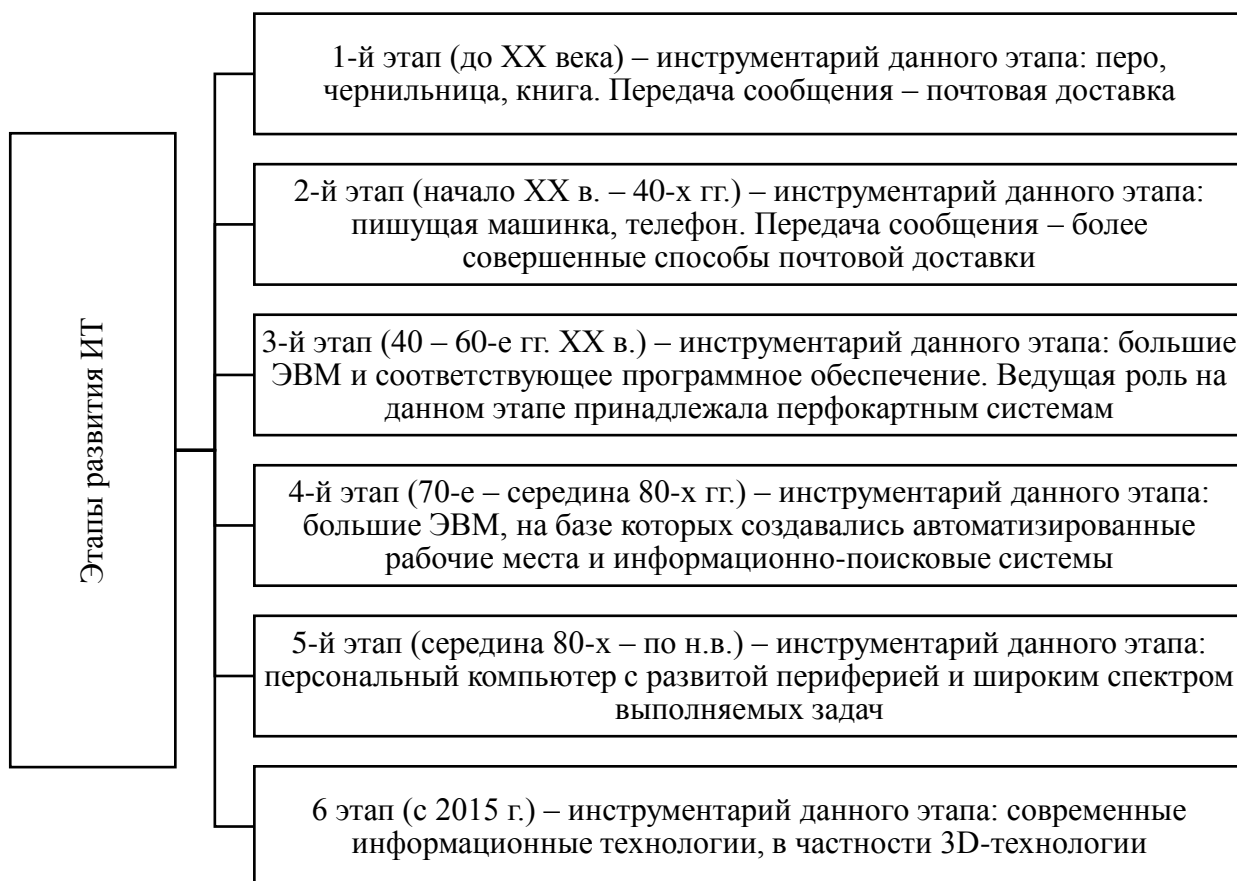 Этапы развития ИТ
1-й этап (до XX века) – инструментарий данного этапа: перо,
чернильница, книга. Передача сообщения – почтовая доставка
2-й этап (начало XX в. – 40-х гг.) – инструментарий данного этапа:
пишущая машинка, телефон. Передача сообщения – более
совершенные способы почтовой доставки
3-й этап (40 – 60-е гг. XX в.) – инструментарий данного этапа: большие
ЭВМ и соответствующее программное обеспечение. Ведущая роль на
данном этапе принадлежала перфокартным системам
4-й этап (70-е – середина 80-х гг.) – инструментарий данного этапа:
большие ЭВМ, на базе которых создавались автоматизированные
рабочие места и информационно-поисковые системы
5-й этап (середина 80-х – по н.в.) – инструментарий данного этапа:
персональный компьютер с развитой периферией и широким спектром
выполняемых задач
6 этап (с 2015 г.) – инструментарий данного этапа: современные
информационные технологии, в частности 3D-технологии